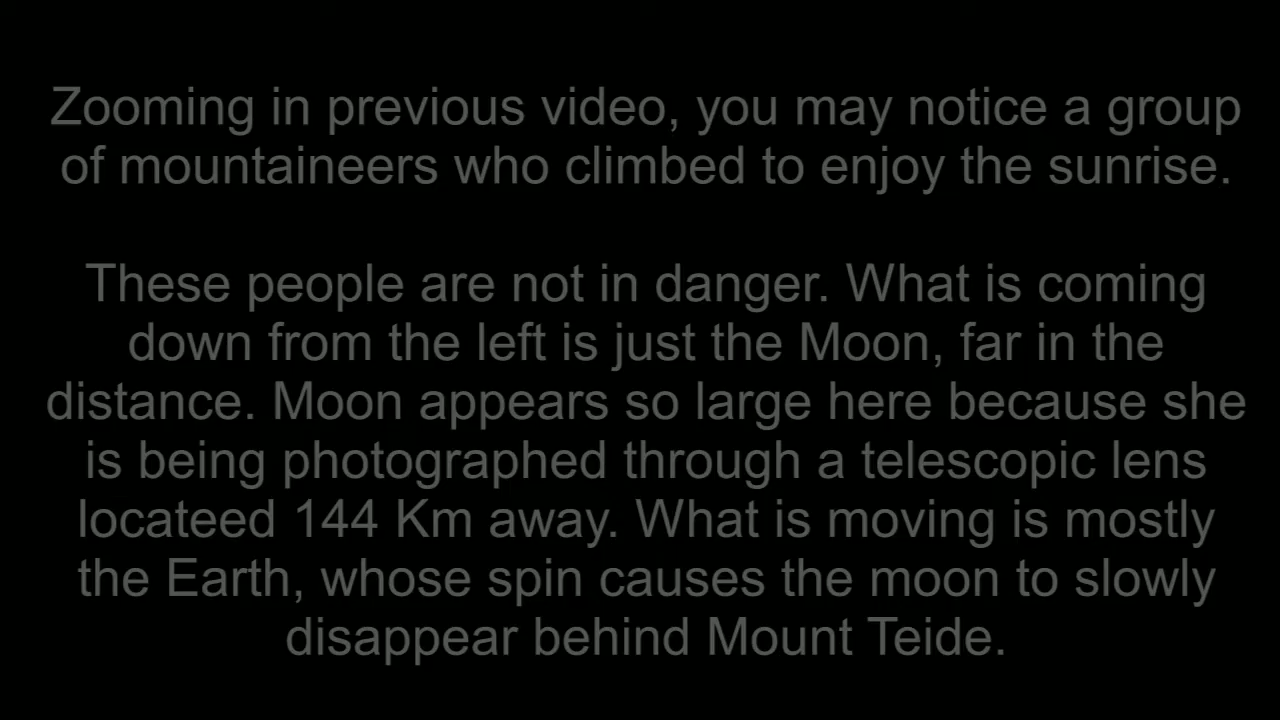 Zooming in previous video, you may notice a group
of mountaineers who climbed to enjoy the sunrise.
These people are not in danger. What is coming
down from the left is just the Moon, far in the
distance. Moon appears so large here because she
is being photographed through a telescopic lens
locateed 144 Km away. What is moving is mostly
the Earth, whose spin causes the moon to slowly
disappear behind Mount Teide.